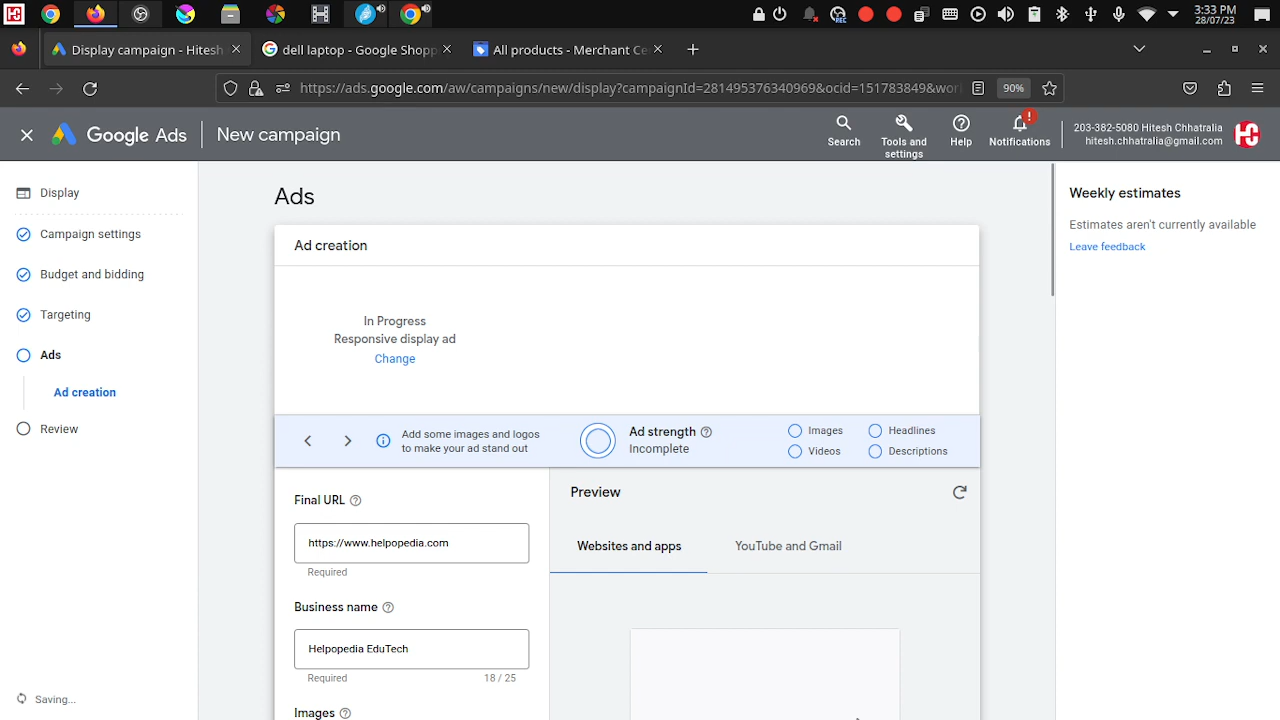 3:33 PM
28/07/23
REC
Display campaign - Hitesh
dell laptop - Google Shopp
All products - Merchant Ce
https://ads.google.com/aw/campaigns/new/display?campaignId=281495376340969&ocid=151783849&wor
90%
Google Ads
New campaign
Search
Tools and settings
Help
Notifications
203-382-5080 Hitesh Chhatralia
hitesh.chhatralia@gmail.com
Display
Campaign settings
Budget and bidding
Targeting
Ads
Ad creation
Review
Saving...
Ads
Ad creation
In Progress
Responsive display ad
Change
Add some images and logos
to make your ad stand out
Ad strength
Incomplete
Images
Headlines
Videos
Descriptions
Final URL
https://www.helpopedia.com
Required
Business name
Helpopedia EduTech
Required
18 / 25
Images
Preview
Websites and apps
YouTube and Gmail
Weekly estimates
Estimates aren't currently available
Leave feedback